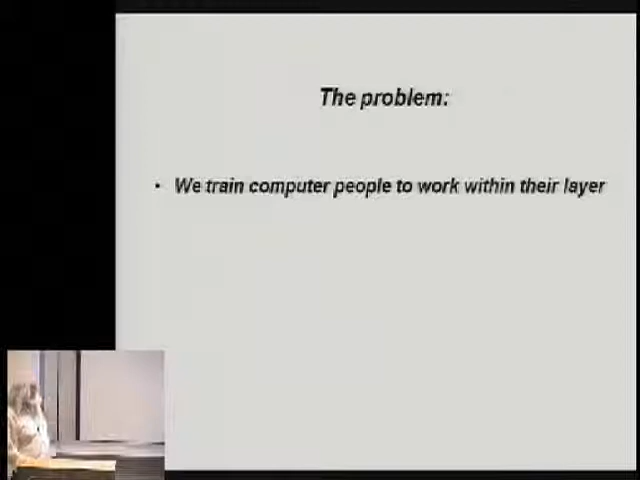 The problem:
• We train computer people to work within their layer